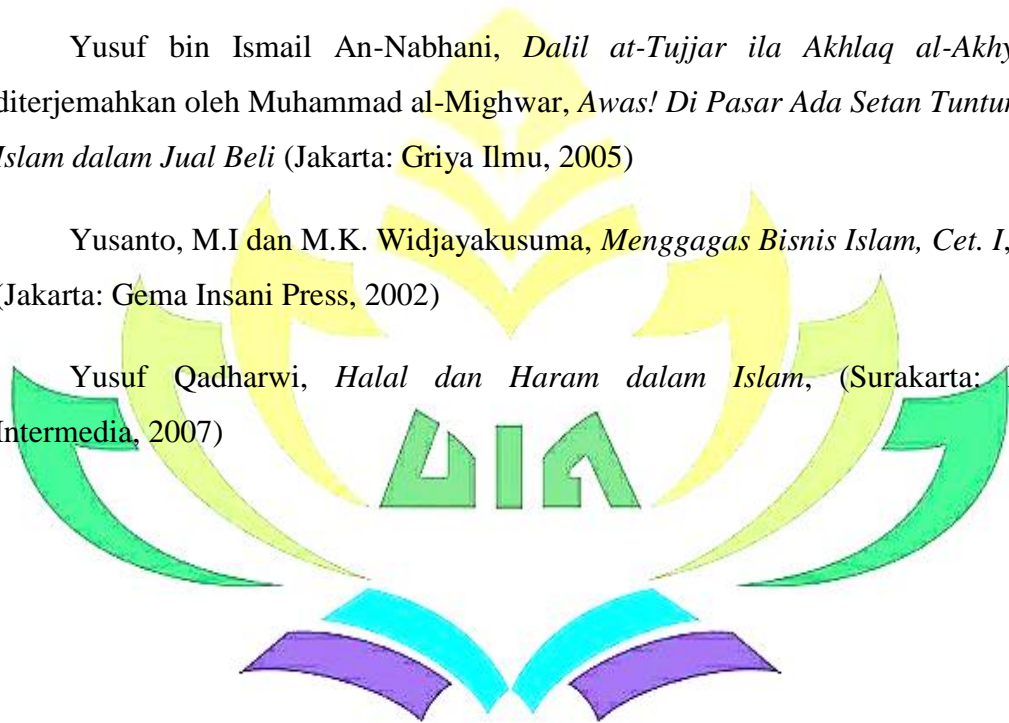 Yusuf bin Ismail An-Nabhani, Dalil at-Tujjar ila Akhlaq al-Akhy
diterjemahkan oleh Muhammad al-Mighwar, Awas! Di Pasar Ada Setan Tuntun
Islam dalam Jual Beli (Jakarta: Griya Ilmu, 2005)
Yusanto, M.I dan M.K. Widjayakusuma, Menggagas Bisnis Islam, Cet. I,
(Jakarta: Gema Insani Press, 2002)
Yusuf Qadharwi, Halal dan Haram dalam Islam, (Surakarta:
Intermedia, 2007)
UIN